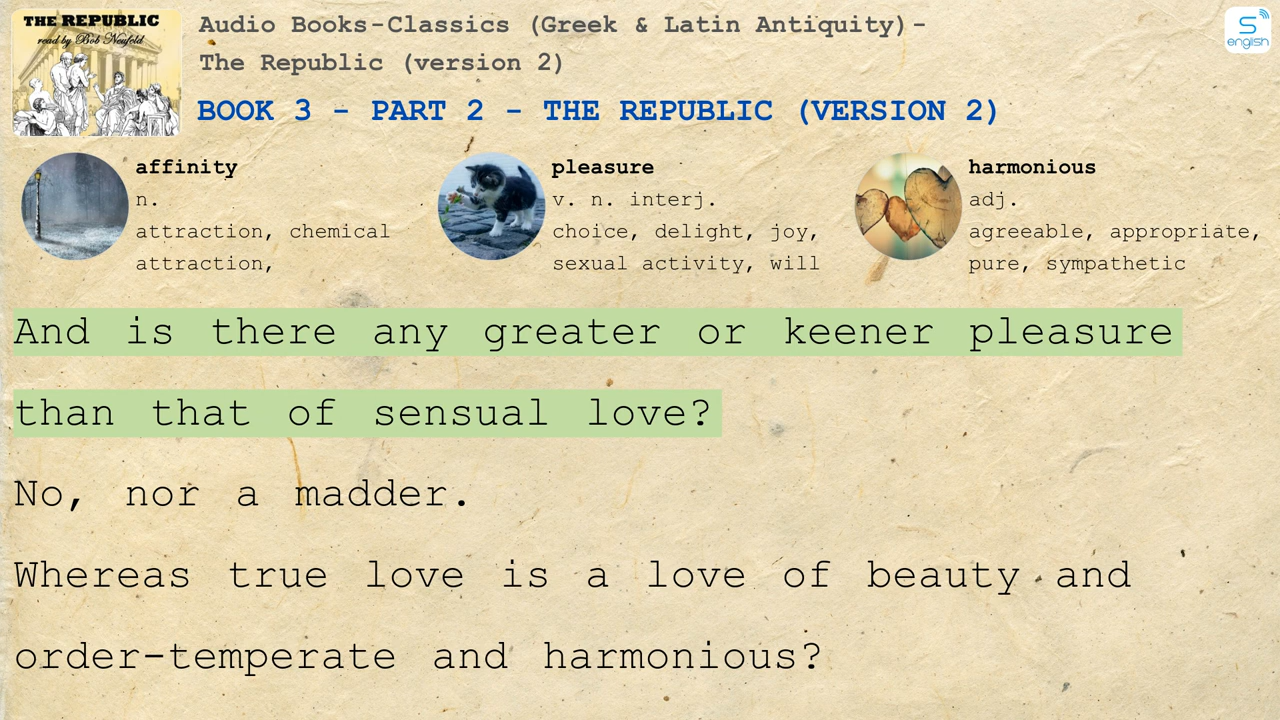 THE REPUBLIC
read by Bob Neufeld
Audio Books-Classics (Greek & Latin Antiquity)-
The Republic (version 2)
BOOK 3 - PART 2 - THE REPUBLIC (VERSION 2)
S
english
affinity
n.
attraction, chemical
attraction,
pleasure
v. n. interj.
choice, delight, joy,
sexual activity, will
harmonious
adj.
agreeable, appropriate,
pure, sympathetic
And is there any greater or keener pleasure
than that of sensual love?
No, nor a madder.
Whereas true love is a love of beauty and
order-temperate and harmonious?